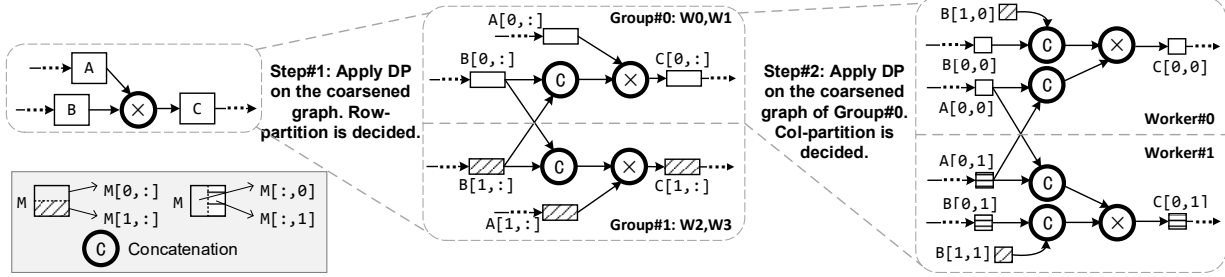 A
B
×
C
M
M[0,:]
M[1,:]
M
M[:,0]
M[:,1]
C
Concatenation
Step#1: Apply DP
on the coarsened
graph. Row-
partition is decided.
A[0,:]
Group#0: W0,W1
B[0,:]
C
×
C[0,:]
B[1,:]
C
×
C[1,:]
A[1,:]
Group#1: W2,W3
Step#2: Apply DP
on the coarsened
graph of Group#0.
Col-partition is
decided.
B[1,0]
B[0,0]
C
×
C[0,0]
A[0,0]
C
Worker#0
Worker#1
A[0,1]
C
B[0,1]
C
×
C[0,1]
B[1,1]